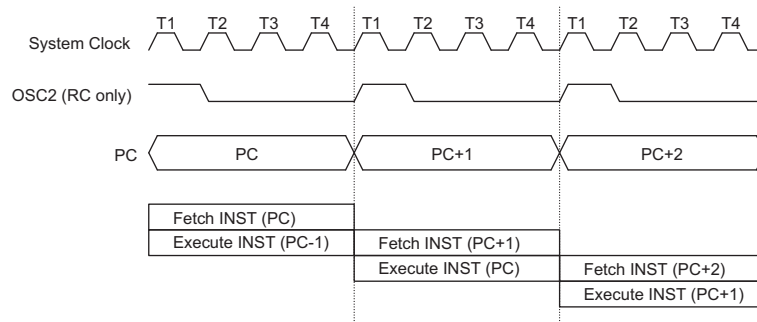 T1 T2 T3 T4 T1 T2 T3 T4 T1 T2 T3 T4
System Clock
OSC2 (RC only)
PC PC PC+1 PC+2
Fetch INST (PC)
Execute INST (PC-1) Fetch INST (PC+1)
Execute INST (PC) Fetch INST (PC+2)
Execute INST (PC+1)